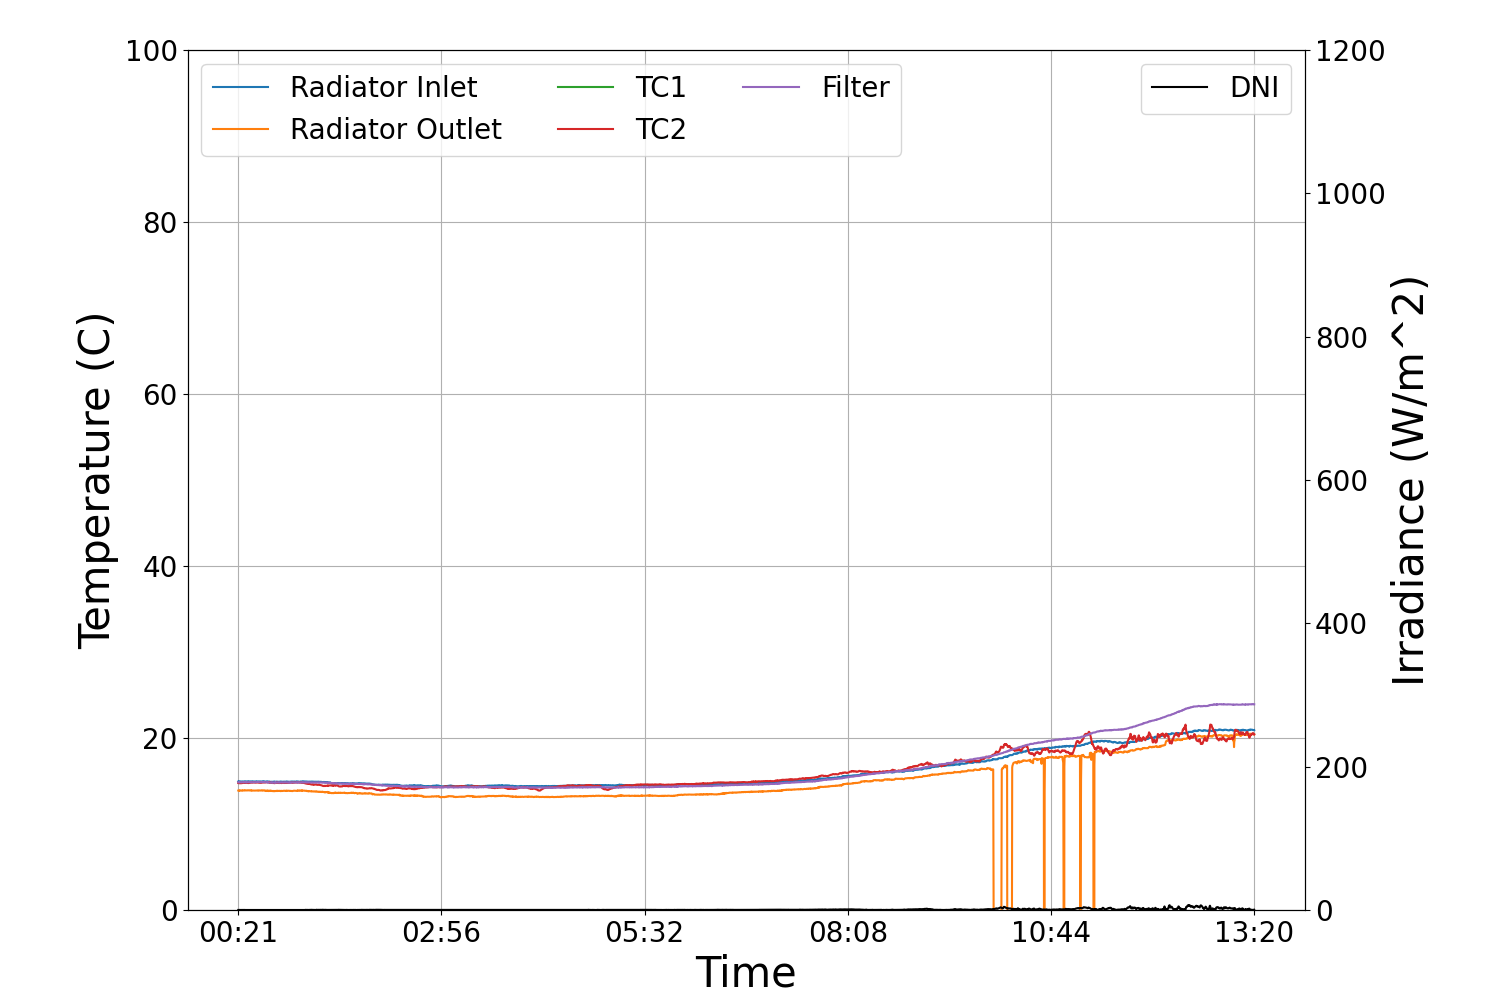 100
80
60
40
20
0
Temperature (C)
Radiator Inlet
Radiator Outlet
TC1
TC2
Filter
DNI
1200
1000
800
600
400
200
0
Irradiance (W/m^2)
00:21 02:56 05:32 08:08 10:44 13:20
Time